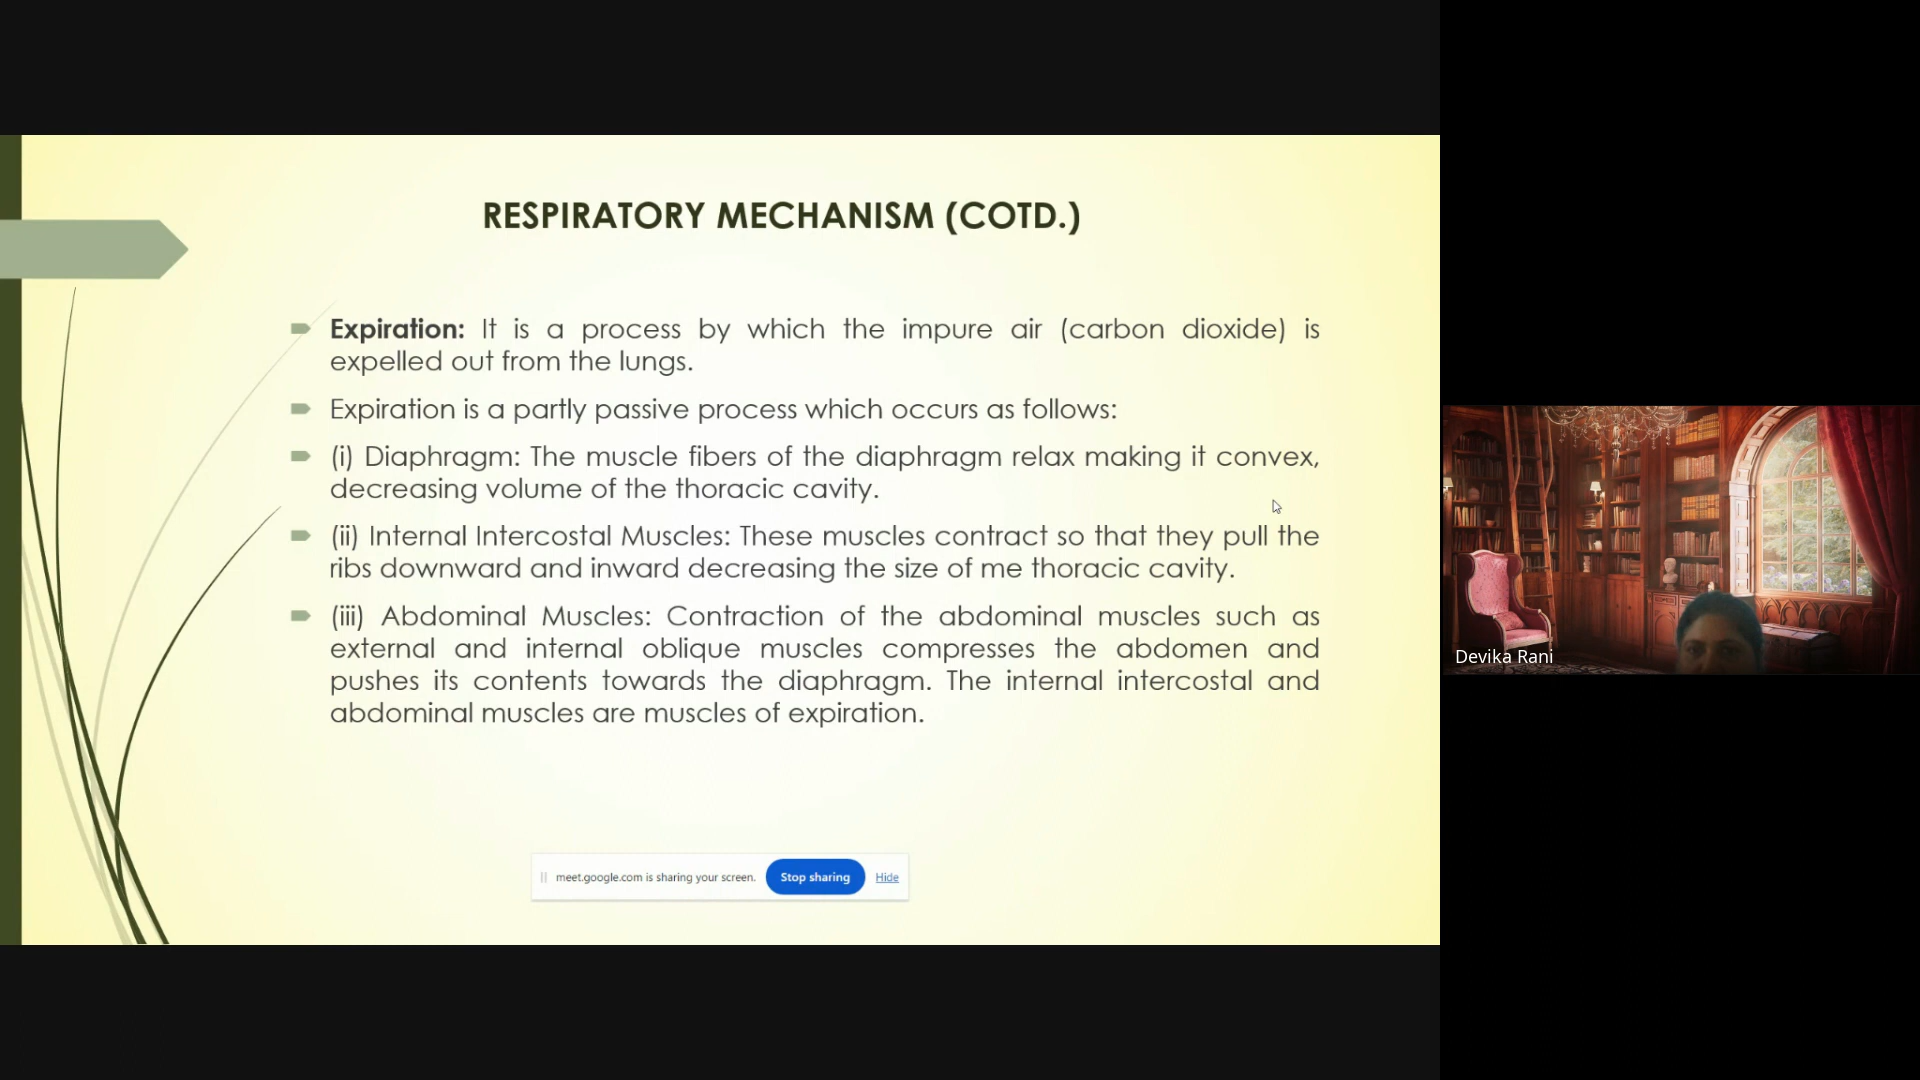 RESPIRATORY MECHANISM (COTD.)
Expiration: It is a process by which the impure air (carbon dioxide) is
expelled out from the lungs.
Expiration is a partly passive process which occurs as follows:
(i) Diaphragm: The muscle fibers of the diaphragm relax making it convex,
decreasing volume of the thoracic cavity.
(ii) Internal Intercostal Muscles: These muscles contract so that they pull the
ribs downward and inward decreasing the size of me thoracic cavity.
(iii) Abdominal Muscles: Contraction of the abdominal muscles such as
external and internal oblique muscles compresses the abdomen and
pushes its contents towards the diaphragm. The internal intercostal and
abdominal muscles are muscles of expiration.
meet.google.com is sharing your screen. Stop sharing Hide
Devika Rani